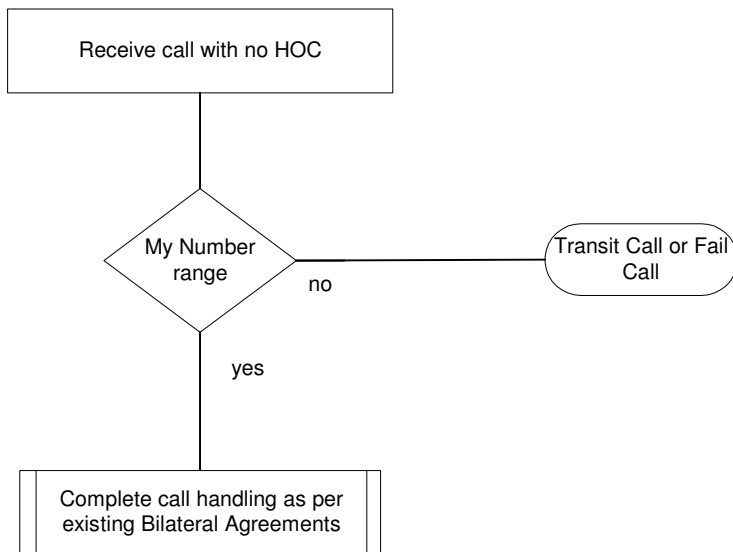 Receive call with no HOC
My Number
range
Transit Call or Fail
Call
no
yes
Complete call handling as per
existing Bilateral Agreements